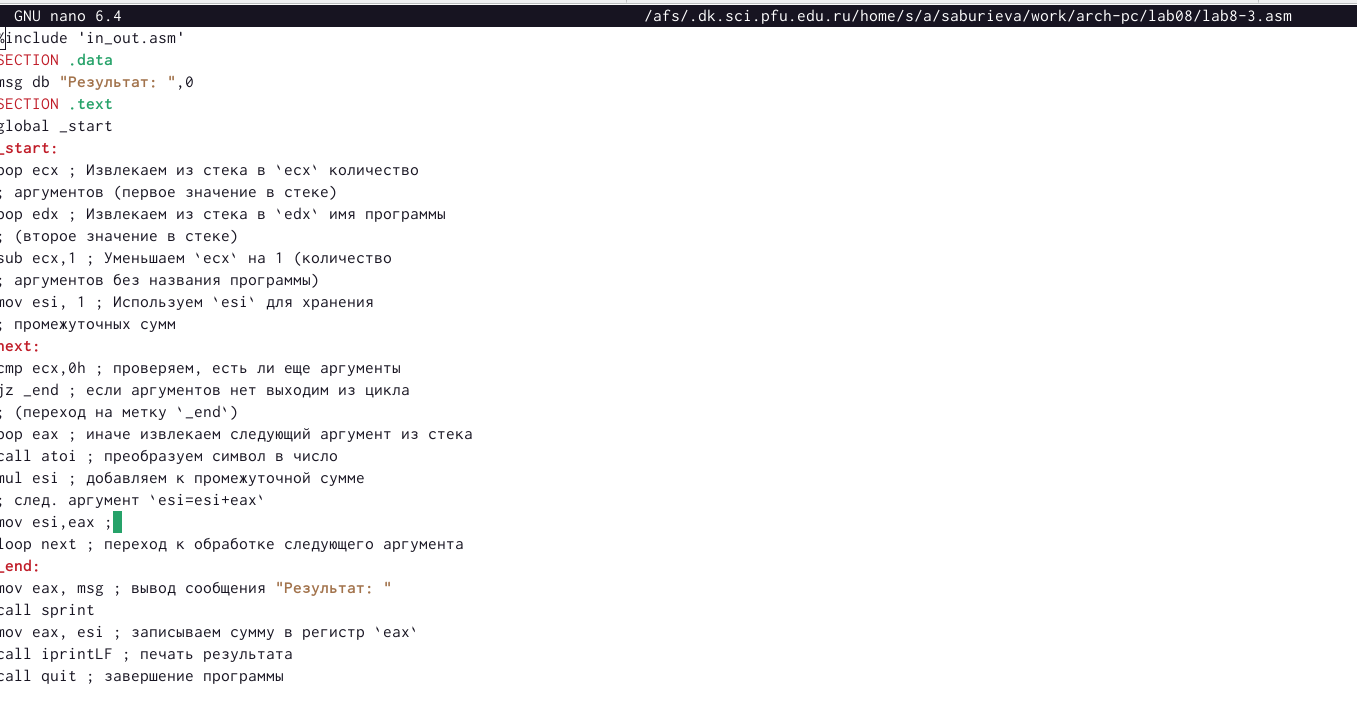 GNU nano 6.4 /afs/.dk.sci.pfu.edu.ru/home/s/a/saburieva/work/arch-pc/lab08/lab8-3.asm
%include 'in_out.asm'
SECTION .data
msg db "Результат: ",0
SECTION .text
global _start
_start:
pop ecx ; Извлекаем из стека в `ecx` количество
; аргументов (первое значение в стеке)
pop edx ; Извлекаем из стека в `edx` имя программы
; (второе значение в стеке)
sub ecx,1 ; Уменьшаем `ecx` на 1 (количество
; аргументов без названия программы)
mov esi, 1 ; Используем `esi` для хранения
; промежуточных сумм
next:
cmp ecx,0h ; проверяем, есть ли еще аргументы
jz _end ; если аргументов нет выходим из цикла
; (переход на метку `_end`)
pop eax ; иначе извлекаем следующий аргумент из стека
call atoi ; преобразуем символ в число
mul esi ; добавляем к промежуточной сумме
; след. аргумент `esi=esi+eax`
mov esi,eax ;
loop next ; переход к обработке следующего аргумента
_end:
mov eax, msg ; вывод сообщения "Результат: "
call sprint
mov eax, esi ; записываем сумму в регистр `eax`
call iprintLF ; печать результата
call quit ; завершение программы